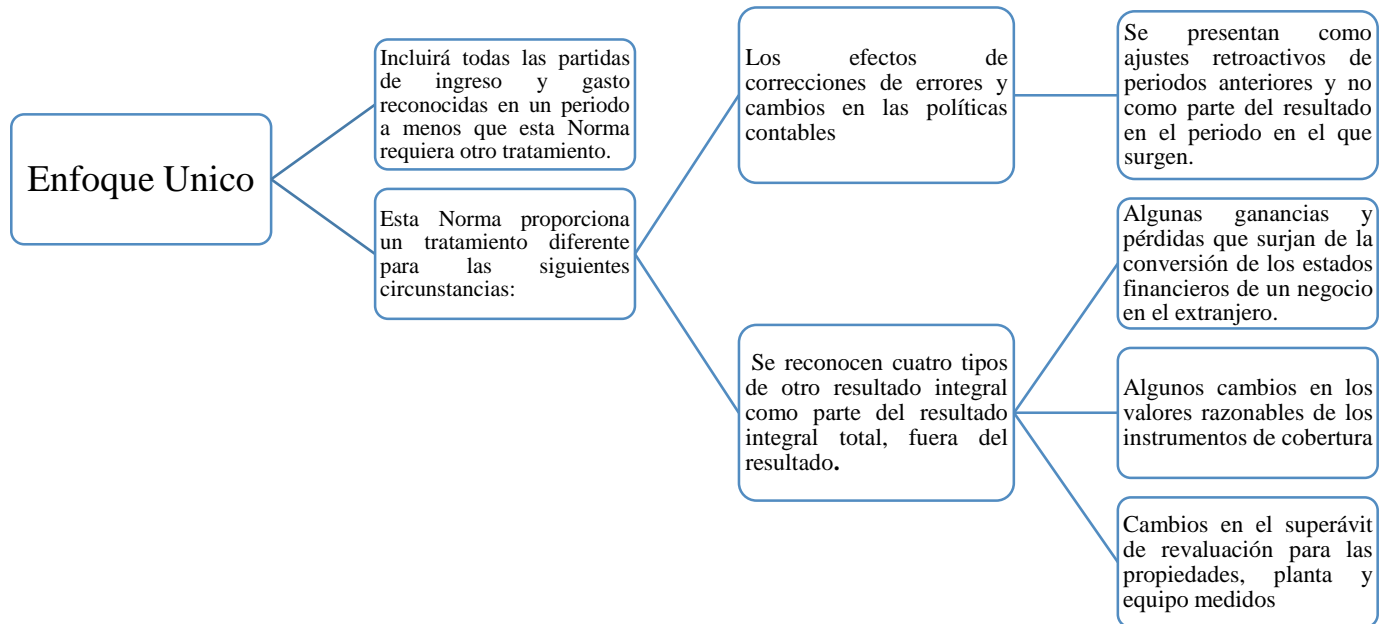 Enfoque Unico
Incluirá todas las partidas
de ingreso y gasto
reconocidas en un periodo
a menos que esta Norma
requiera otro tratamiento.
Esta Norma proporciona
un tratamiento diferente
para las siguientes
circunstancias:
Los efectos de
correcciones de errores y
cambios en las políticas
contables
Se presentan como
ajustes retroactivos de
periodos anteriores y no
como parte del resultado
en el periodo en el que
surgen.
Se reconocen cuatro tipos
de otro resultado integral
como parte del resultado
integral total, fuera del
resultado.
Algunas ganancias y
pérdidas que surjan de la
conversión de los estados
financieros de un negocio
en el extranjero.
Algunos cambios en los
valores razonables de los
instrumentos de cobertura
Cambios en el superávit
de revaluación para las
propiedades, planta y
equipo medidos